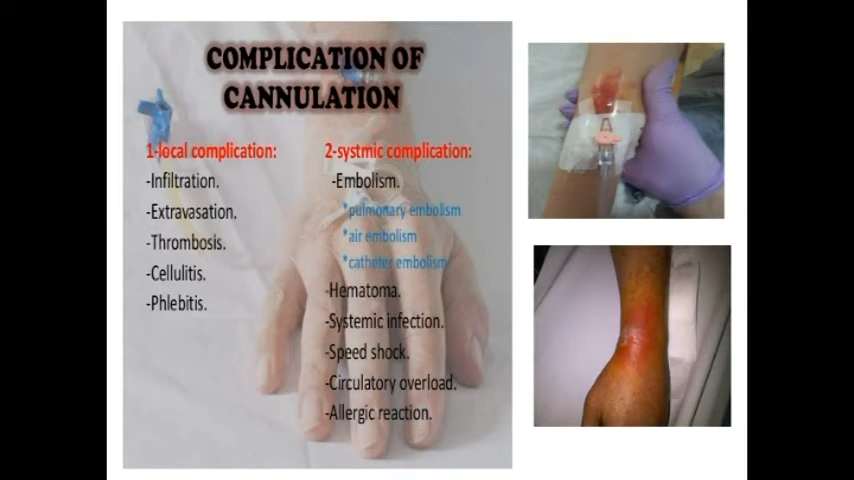 COMPLICATION OF
CANNULATION
1-local complication:
-Infiltration.
-Extravasation.
-Thrombosis.
-Cellulitis.
-Phlebitis.
2-systmic complication:
-Embolism.
*pulmonary embolism
*air embolism
*catheter embolism
-Hematoma.
-Systemic infection.
-Speed shock.
-Circulatory overload.
-Allergic reaction.